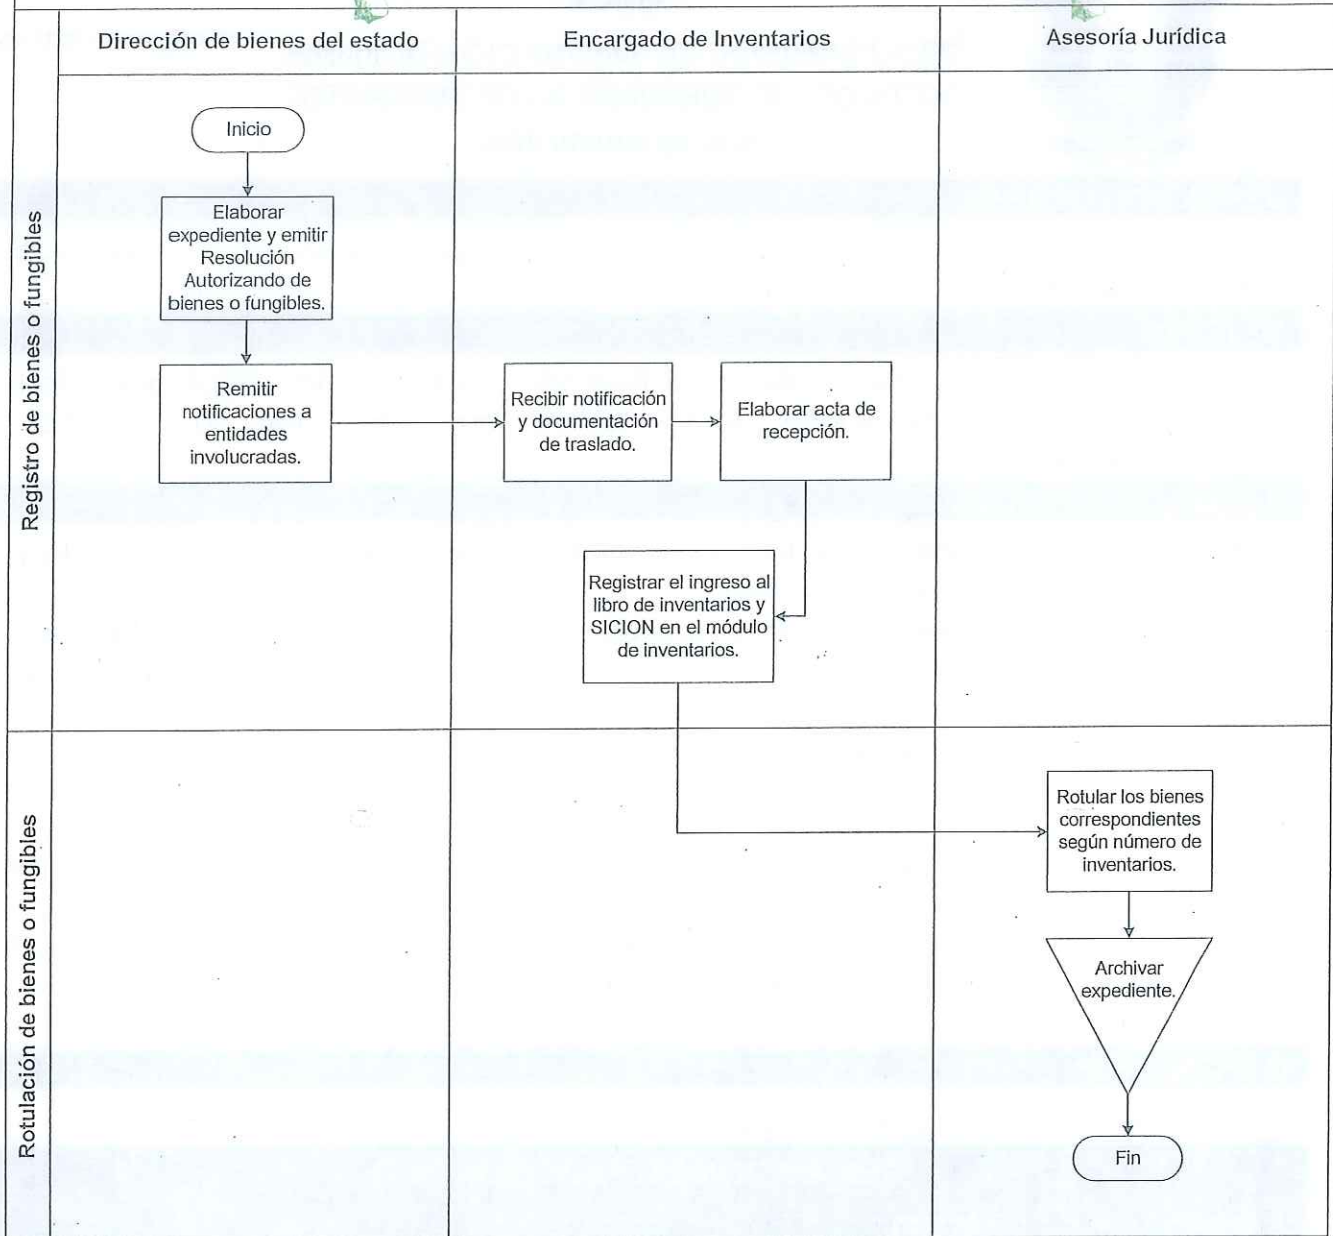 Dirección de bienes del estado
Encargado de Inventarios
Asesoría Jurídica
Registro de bienes o fungibles
Inicio
Elaborar
expediente y emitir
Resolución
Autorizando de
bienes o fungibles.
Remitir
notificaciones a
entidades
involucradas.
Recibir notificación
y documentación
de traslado.
Elaborar acta de
recepción.
Registrar el ingreso al
libro de inventarios y
SICION en el módulo
de inventarios.
Rotulación de bienes o fungibles
Rotular los bienes
correspondientes
según número de
inventarios.
Archivar
expediente.
Fin